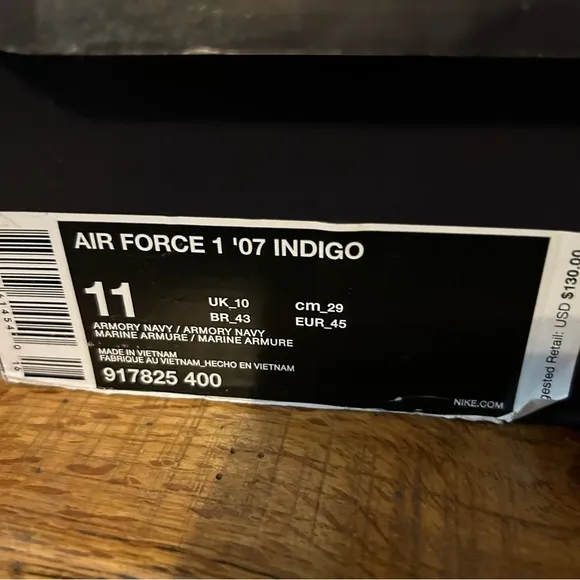 AIR FORCE 1 '07 INDIGO
11
UK_10
cm_29
BR_43
EUR_45
ARMORY NAVY / ARMORY NAVY
MARINE ARMURE / MARINE ARMURE
MADE IN VIETNAM
FABRIQUE AU VIETNAM_HECHO EN VIETNAM
917825 400
NIKE.COM
gested Retail: USD $130.00